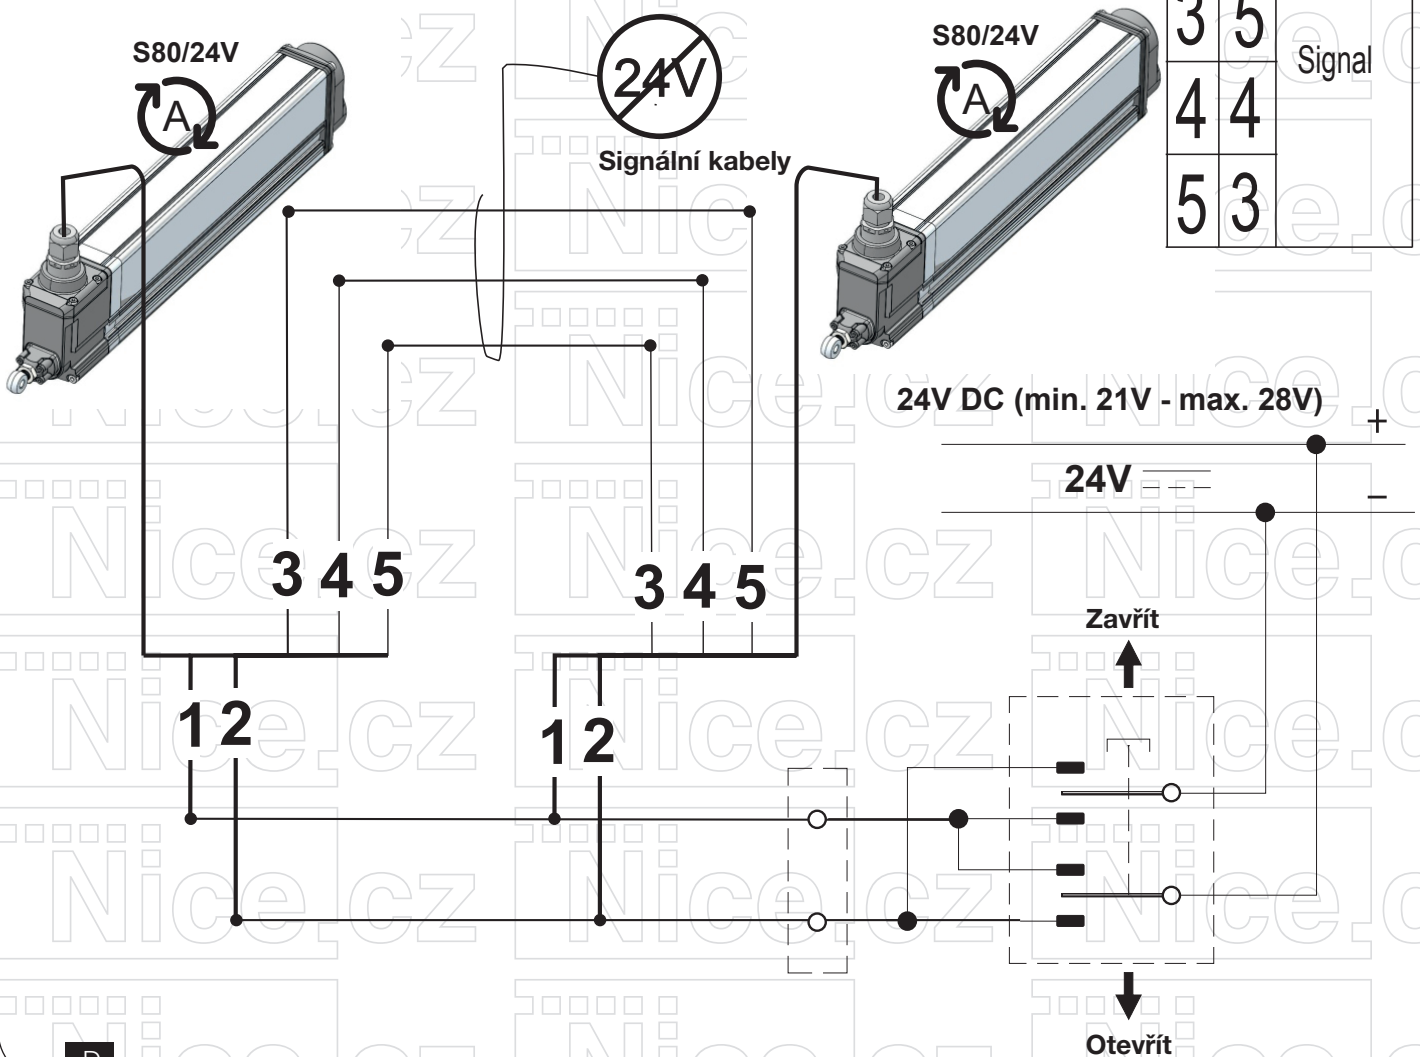 S80/24V
A
24V
Signální kabely
S80/24V
A
3 5
Signal
4 4
5 3
24V DC (min. 21V - max. 28V)
+
24V
−
3 4 5
3 4 5
Zavřít
1 2
1 2
Otevřít
D
Nice.cz